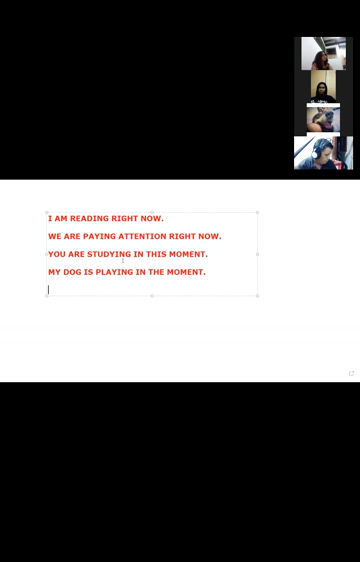 I AM READING RIGHT NOW.
WE ARE PAYING ATTENTION RIGHT NOW.
YOU ARE STUDYING IN THIS MOMENT.
MY DOG IS PLAYING IN THE MOMENT.